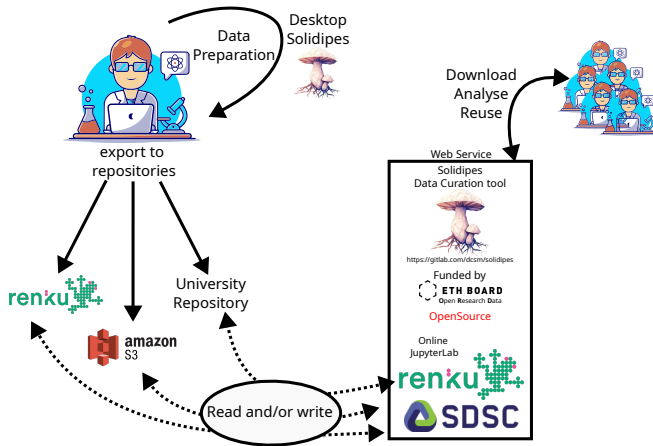 Data
Preparation
Desktop
Solidipes
export to
repositories
Download
Analyse
Reuse
Web Service
Solidipes
Data Curation tool
https://gitlab.com/dcsm/solidipes
Funded by
ETH BOARD
Open Research Data
OpenSource
Online
JupyterLab
renku
SDSC
renku
University
Repository
amazon
S3
Read and/or write